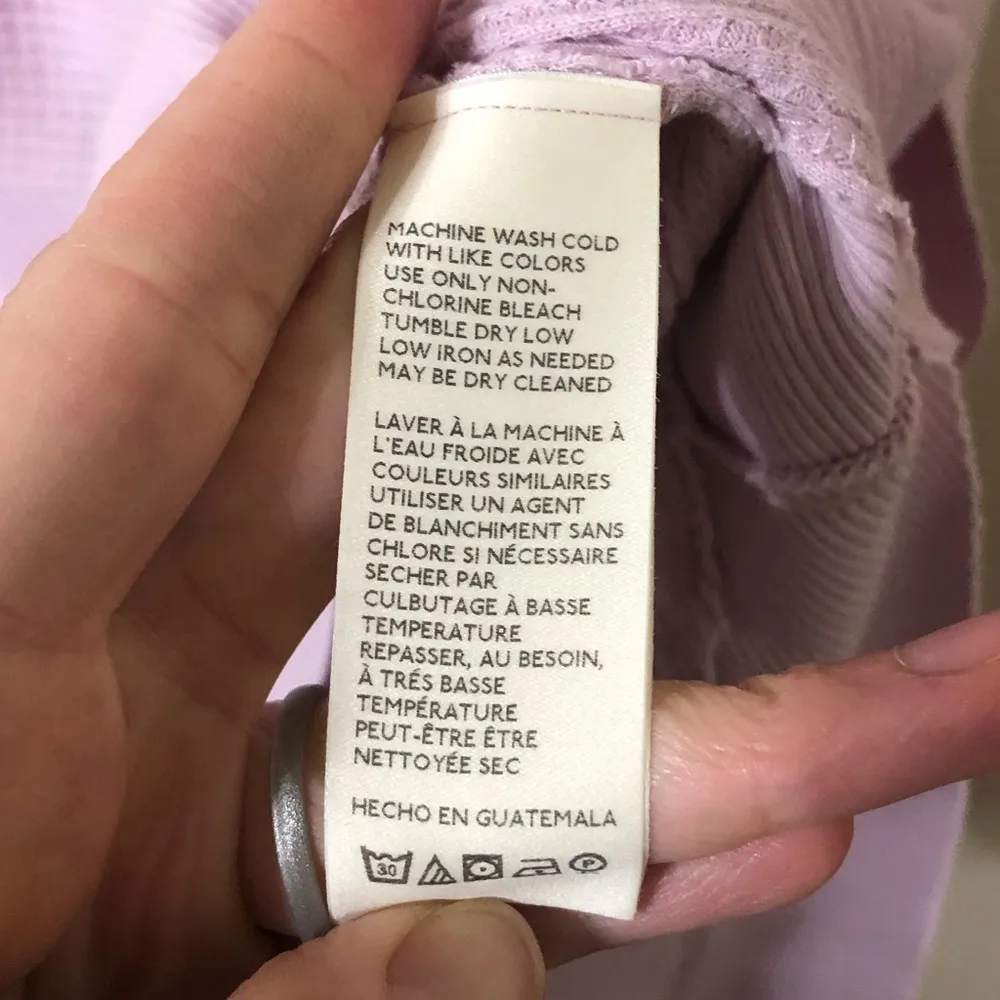 MACHINE WASH COLD
WITH LIKE COLORS
USE ONLY NON-
CHLORINE BLEACH
TUMBLE DRY LOW
LOW IRON AS NEEDED
MAY BE DRY CLEANED
LAVER À LA MACHINE À
L'EAU FROIDE AVEC
COULEURS SIMILAIRES
UTILISER UN AGENT
DE BLANCHIMENT SANS
CHLORE SI NÉCESSAIRE
SECHER PAR
CULBUTAGE À BASSE
TEMPERATURE
REPASSER, AU BESOIN,
À TRÉS BASSE
TEMPÉRATURE
PEUT-ÊTRE ÊTRE
NETTOYÉE SEC
HECHO EN GUATEMALA
30 P